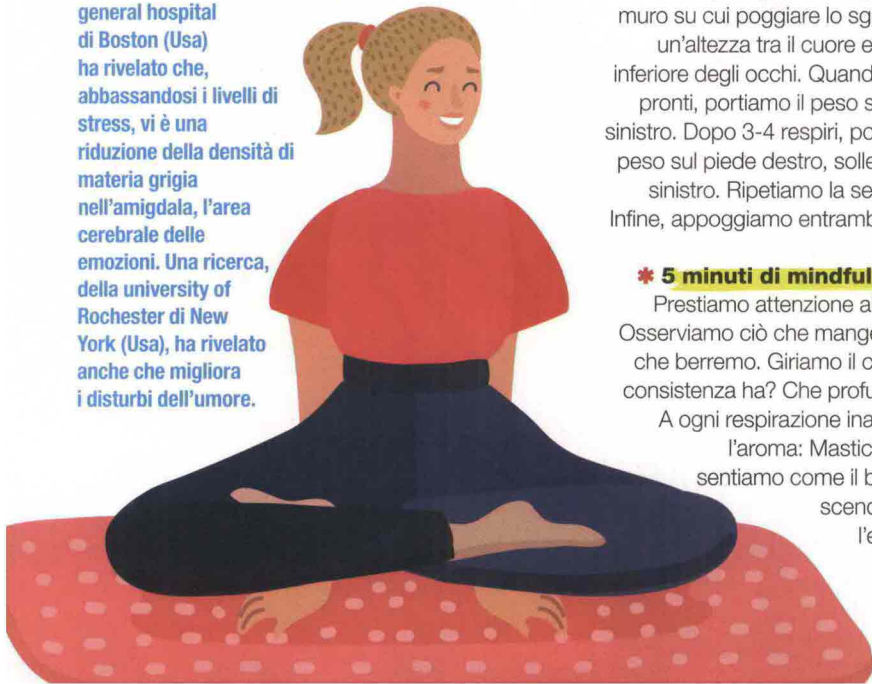 general hospital
di Boston (Usa)
ha rivelato che,
abbassandosi i livelli di
stress, vi è una
riduzione della densità di
materia grigia
nell'amigdala, l'area
cerebrale delle
emozioni. Una ricerca,
della university of
Rochester di New
York (Usa), ha rivelato
anche che migliora
i disturbi dell'umore.
muro su cui poggiare lo sg
un'altezza tra il cuore e
inferiore degli occhi. Quand
pronti, portiamo il peso s
sinistro. Dopo 3-4 respiri, po
peso sul piede destro, solle
sinistro. Ripetiamo la se
Infine, appoggiamo entramb
* 5 minuti di mindful
Prestiamo attenzione a
Osserviamo ciò che mange
che berremo. Giriamo il c
consistenza ha? Che profu
A ogni respirazione ina
l'aroma: Mastic
sentiamo come il b
scend
l'e